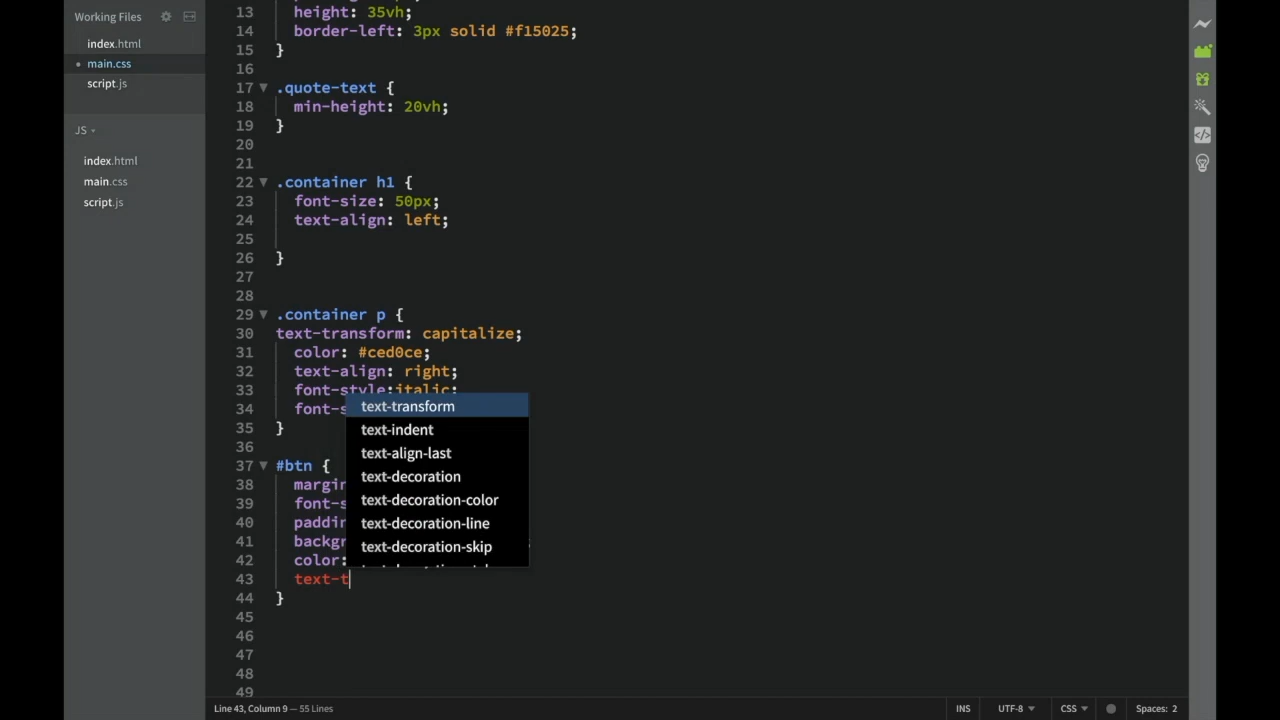 Working Files
index.html
main.css
script.js
JS
index.html
main.css
script.js
13 height: 35vh;
14 border-left: 3px solid #f15025;
15 }
16
17 .quote-text {
18 min-height: 20vh;
19 }
20
21
22 .container h1 {
23 font-size: 50px;
24 text-align: left;
25
26 }
27
28
29 .container p {
30 text-transform: capitalize;
31 color: #ced0ce;
32 text-align: right;
33 font-style:italic;
34 font-s
35 }
36
37 #btn {
38 margin
39 font-s
40 paddin
41 backgr
42 color:
43 text-t
44 }
45
46
47
48
49
text-transform
text-indent
text-align-last
text-decoration
text-decoration-color
text-decoration-line
text-decoration-skip
Line 43, Column 9 — 55 Lines
INS
UTF-8
CSS
Spaces: 2